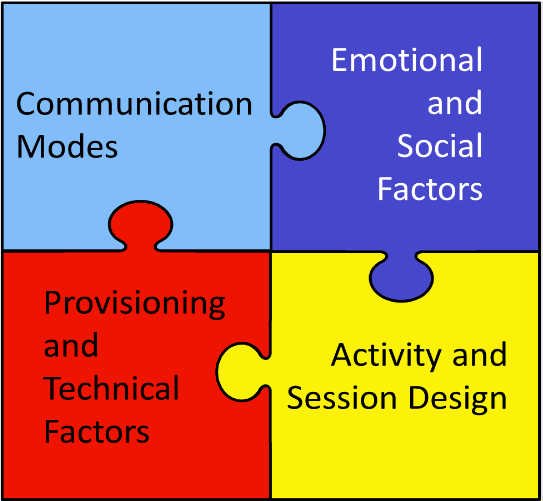 Communication
Modes
Emotional
and
Social
Factors
Provisioning
and
Technical
Factors
Activity and
Session Design